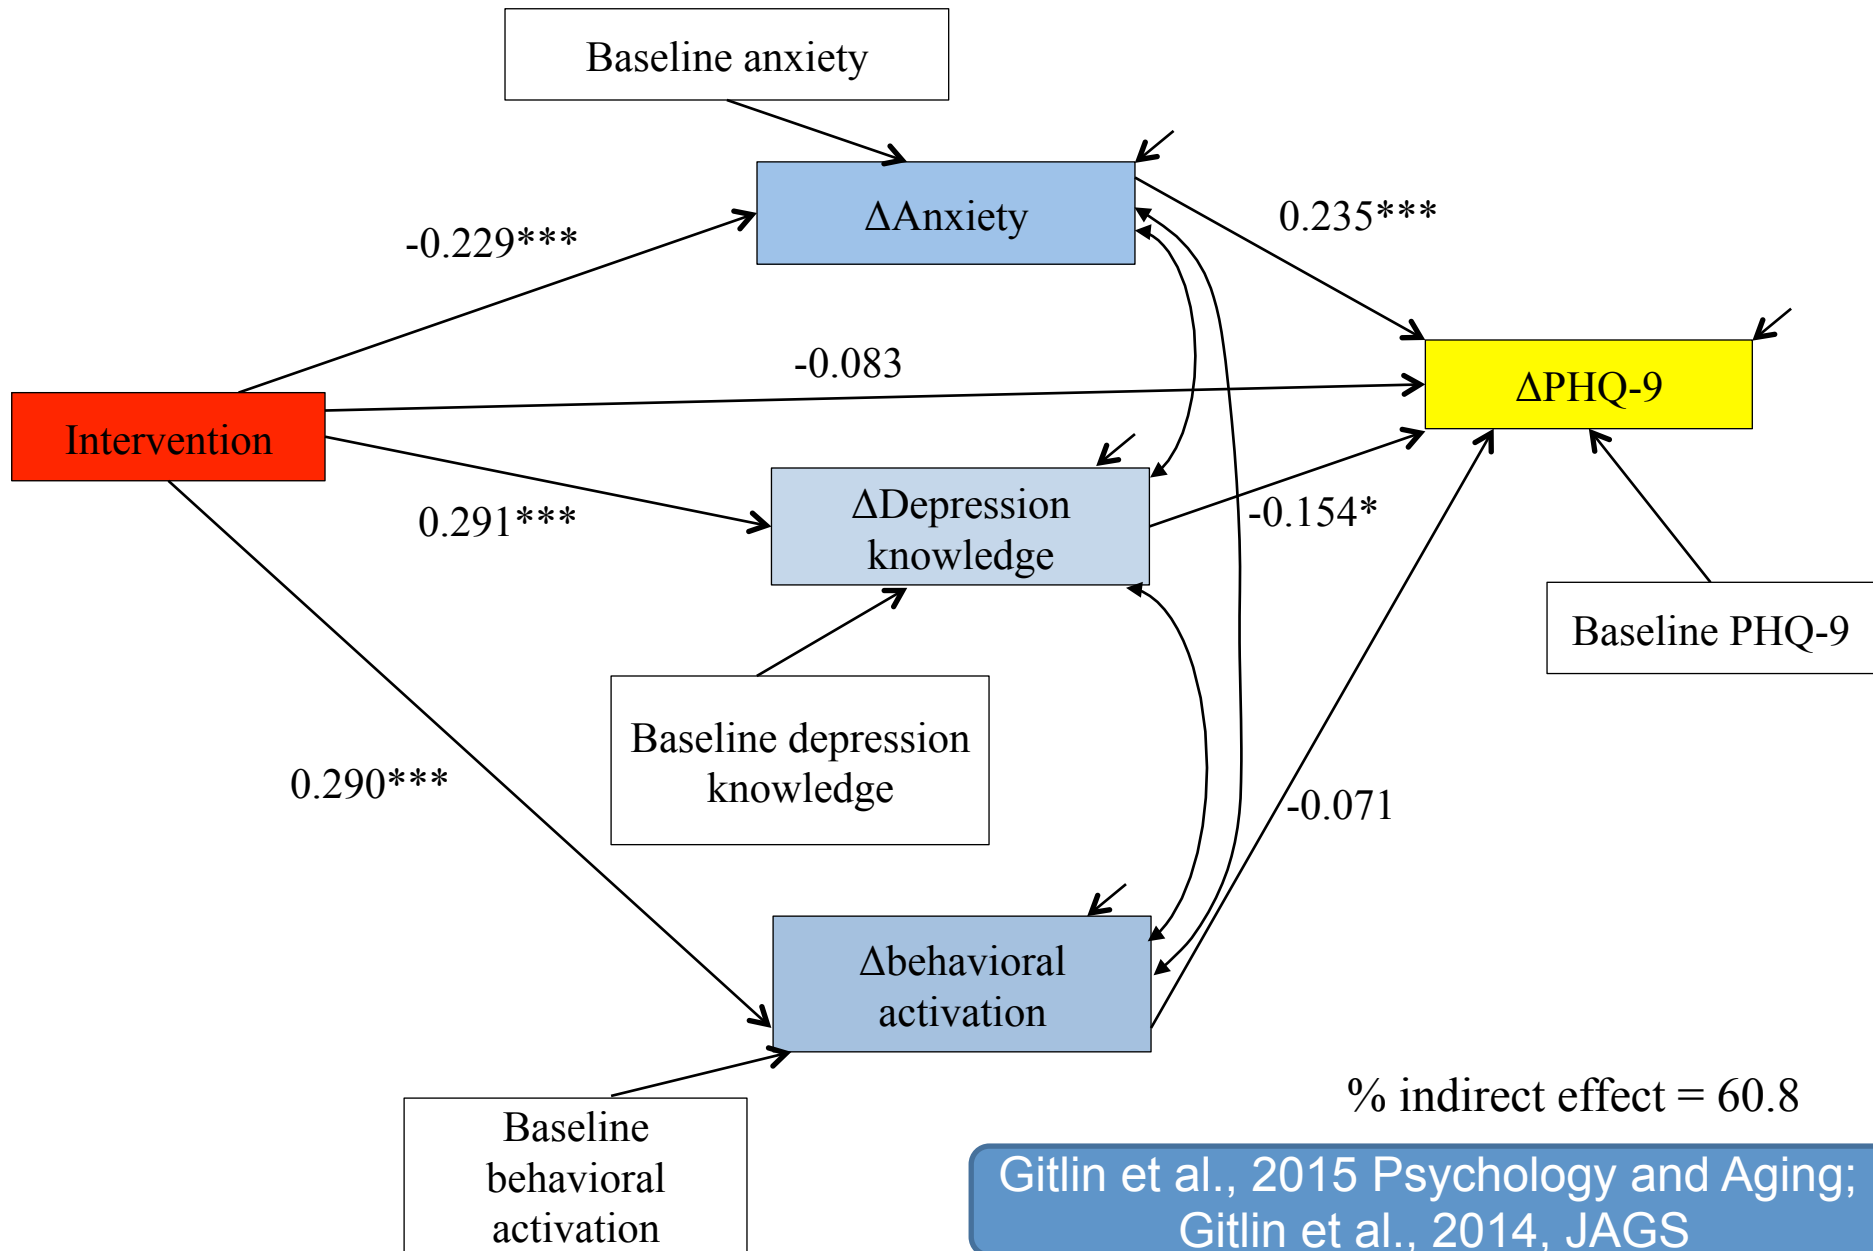 Baseline anxiety
ΔAnxiety
0.235***
-0.229***
-0.083
ΔPHQ-9
Intervention
ΔDepression
knowledge
0.291***
-0.154*
Baseline PHQ-9
Baseline depression
knowledge
0.290***
-0.071
Δbehavioral
activation
% indirect effect = 60.8
Baseline
behavioral
activation
Gitlin et al., 2015 Psychology and Aging;
Gitlin et al., 2014, JAGS